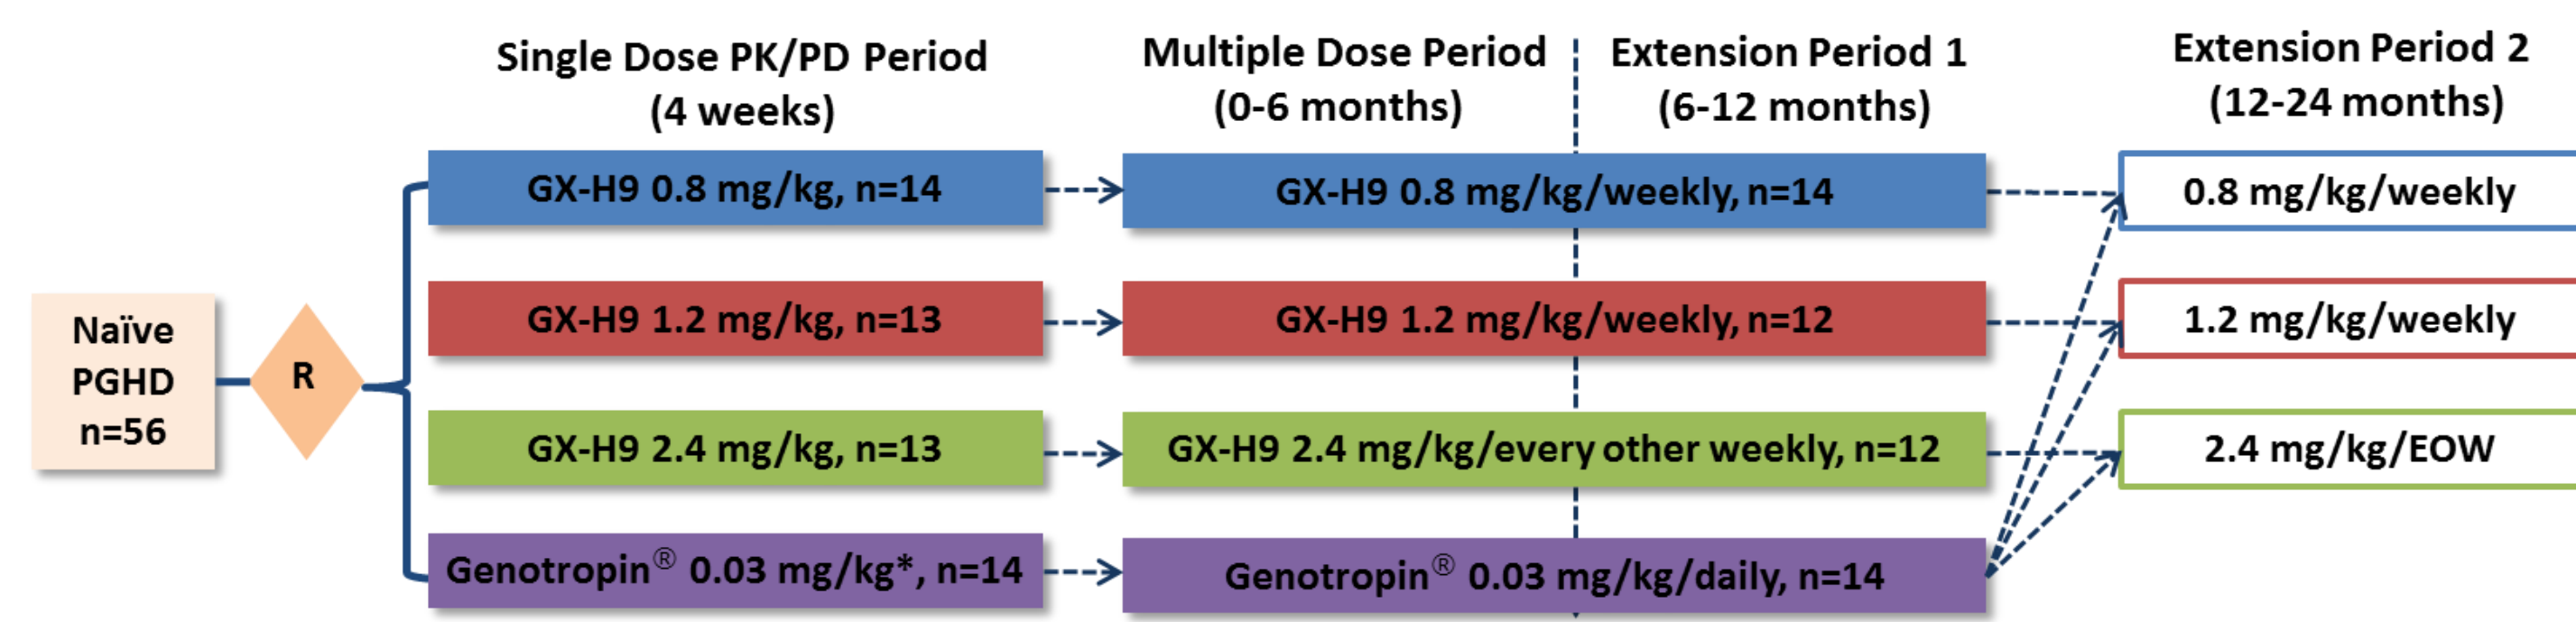 Single Dose PK/PD Period
(4 weeks)
Multiple Dose Period
(0-6 months)
Extension Period 1
(6-12 months)
Extension Period 2
(12-24 months)
Naïve
PGHD
n=56
R
GX-H9 0.8 mg/kg, n=14
GX-H9 0.8 mg/kg/weekly, n=14
0.8 mg/kg/weekly
GX-H9 1.2 mg/kg, n=13
GX-H9 1.2 mg/kg/weekly, n=12
1.2 mg/kg/weekly
GX-H9 2.4 mg/kg, n=13
GX-H9 2.4 mg/kg/every other weekly, n=12
2.4 mg/kg/EOW
Genotropin® 0.03 mg/kg*, n=14
Genotropin® 0.03 mg/kg/daily, n=14